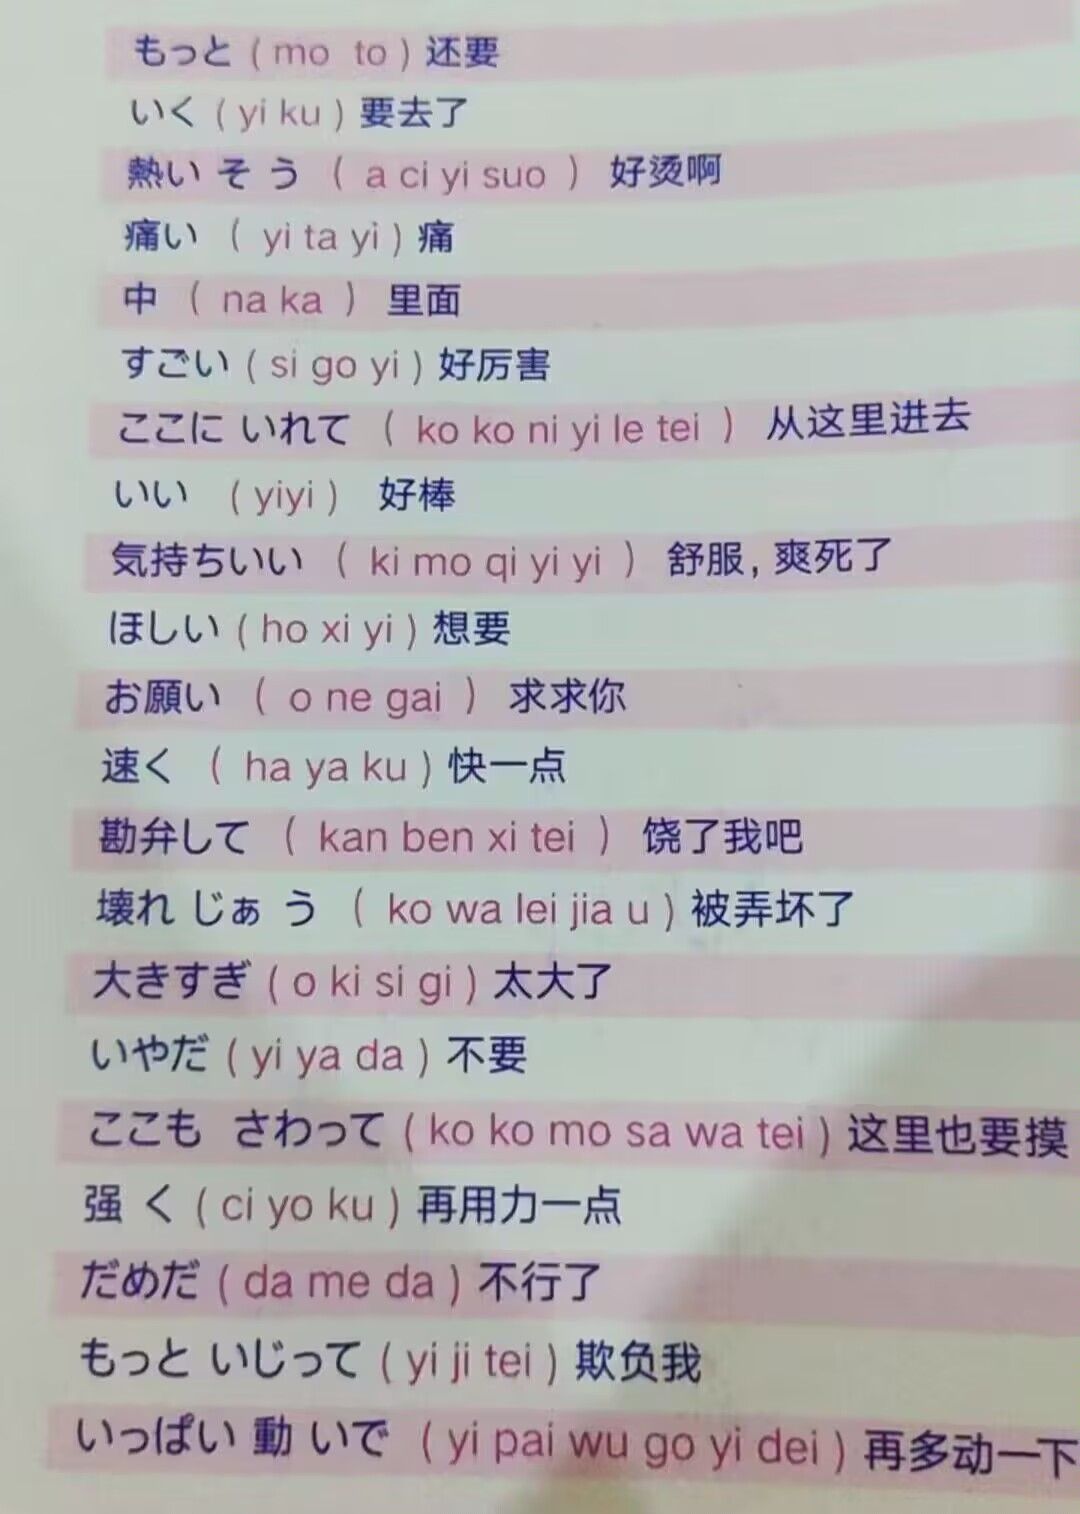 もっと ( mo to ) 还要
いく ( yi ku ) 要去了
熱い そ う ( a ci yi suo ) 好烫啊
痛い ( yi ta yi ) 痛
中 ( na ka ) 里面
すごい ( si go yi ) 好厉害
ここに いれて ( ko ko ni yi le tei ) 从这里进去
いい ( yiyi ) 好棒
気持ちいい ( ki mo qi yi yi ) 舒服, 爽死了
ほしい ( ho xi yi ) 想要
お願い ( o ne gai ) 求求你
速く ( ha ya ku ) 快一点
勘弁して ( kan ben xi tei ) 饶了我吧
壊れ じぁ う ( ko wa lei jia u ) 被弄坏了
大きすぎ ( o ki si gi ) 太大了
いやだ ( yi ya da ) 不要
ここも さわって ( ko ko mo sa wa tei ) 这里也要摸
强 く ( ci yo ku ) 再用力一点
だめだ ( da me da ) 不行了
もっと いじって ( yi ji tei ) 欺负我
いっぱい 動 いで ( yi pai wu go yi dei ) 再多动一下